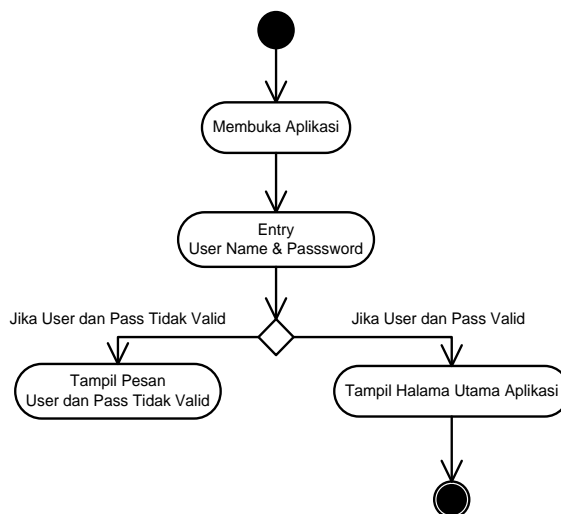 Membuka Aplikasi
Entry
User Name & Passsword
Jika User dan Pass Tidak Valid
Jika User dan Pass Valid
Tampil Pesan
User dan Pass Tidak Valid
Tampil Halama Utama Aplikasi